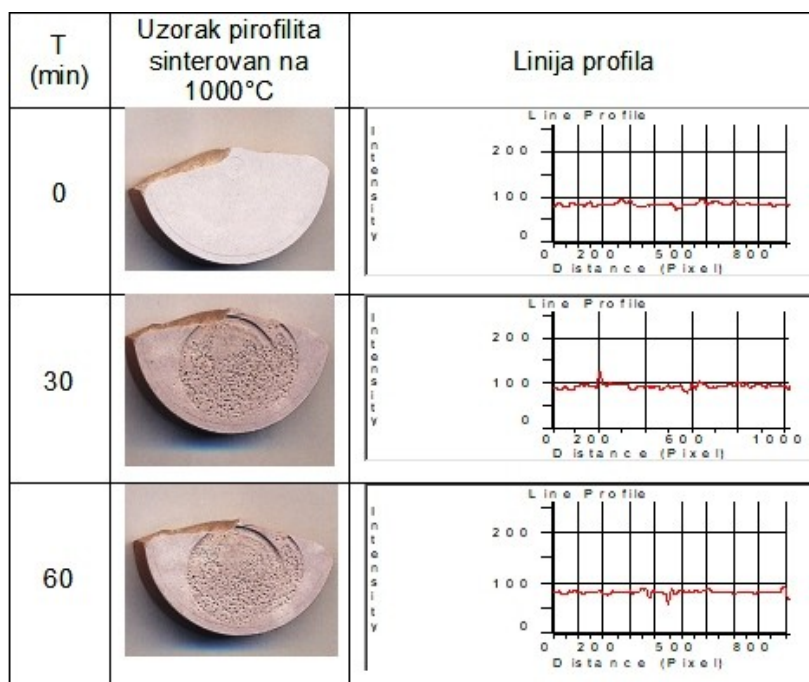 T
(min)
Uzorak pirofilita
sinterovan na
1000°C
Linija profila
0
Line Profile
Intensity
200
100
0
0 200 600 800
Distance (Pixel)
30
Line Profile
Intensity
200
100
0
0 200 600 1000
Distance (Pixel)
60
Line Profile
Intensity
200
100
0
0 200 500 800
Distance (Pixel)